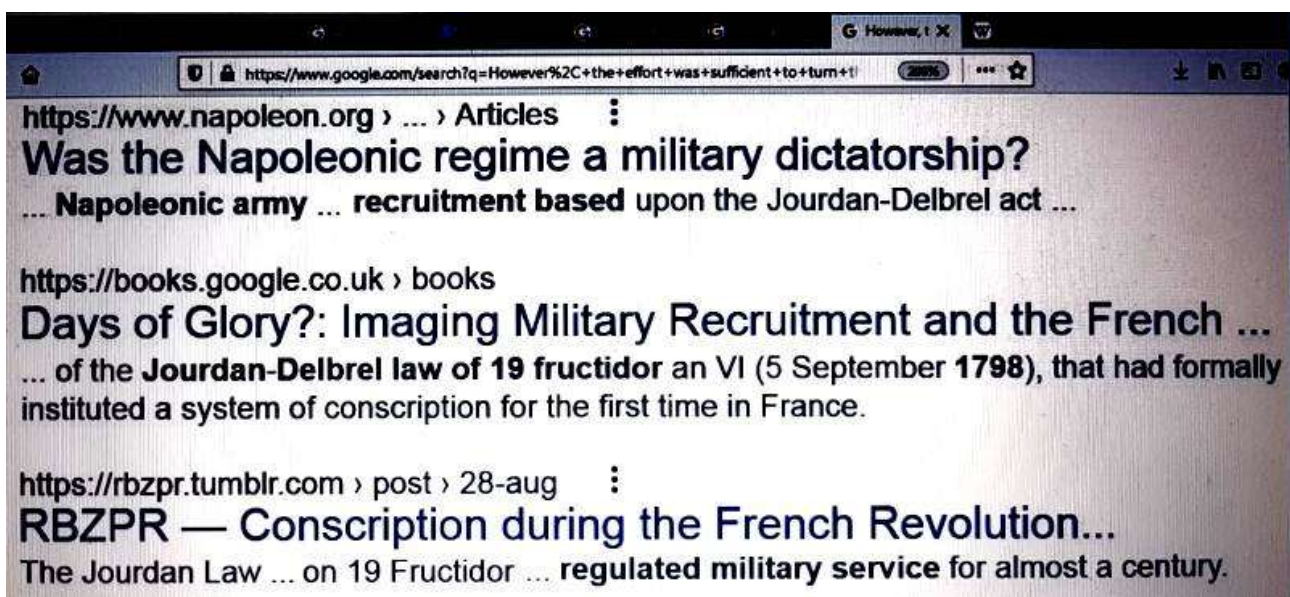 G However, t X
https://www.google.com/search?q=However%2C+the+effort+was+sufficient+to+turn+t
200% ...
https://www.napoleon.org › ... › Articles
Was the Napoleonic regime a military dictatorship?
... Napoleonic army ... recruitment based upon the Jourdan-Delbrel act ...
https://books.google.co.uk › books
Days of Glory?: Imaging Military Recruitment and the French ...
... of the Jourdan-Delbrel law of 19 fructidor an VI (5 September 1798), that had formally
instituted a system of conscription for the first time in France.
https://rbzpr.tumblr.com › post › 28-aug
RBZPR — Conscription during the French Revolution...
The Jourdan Law ... on 19 Fructidor ... regulated military service for almost a century.